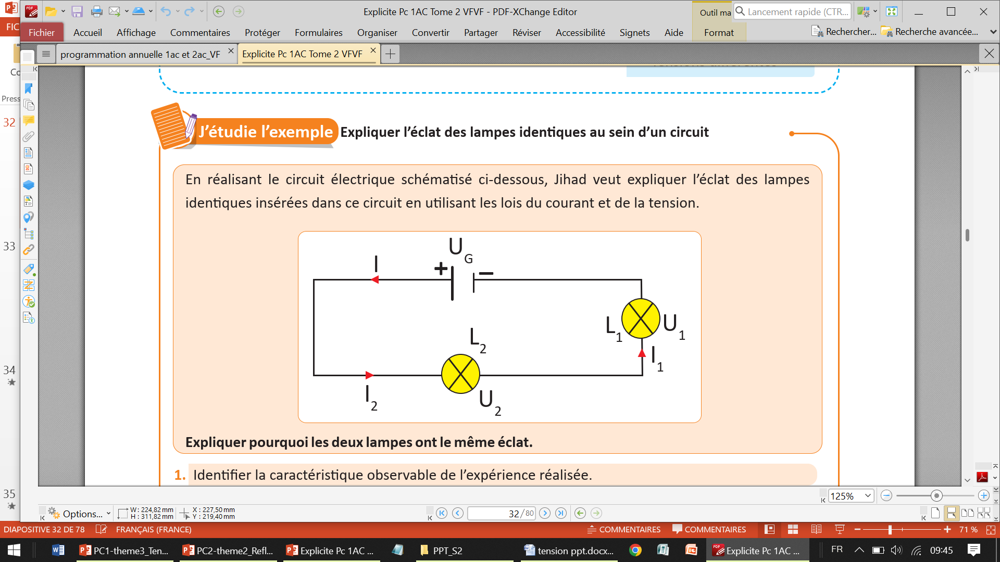 Explicite Pc 1AC Tome 2 VFVF - PDF-XChange Editor
Outil ma
Lancement rapide (CTR...
FIC
Fichier Accueil Affichage Commentaires Protéger Formulaires Organiser Convertir Partager Réviser Accessibilité Signets Aide Format
Rechercher... Recherche avancée...
programmation annuelle 1ac et 2ac_VF
Explicite Pc 1AC Tome 2 VFVF
Co
Press
32
33
34
35
J'étudie l'exemple Expliquer l'éclat des lampes identiques au sein d'un circuit
En réalisant le circuit électrique schématisé ci-dessous, Jihad veut expliquer l'éclat des lampes
identiques insérées dans ce circuit en utilisant les lois du courant et de la tension.
U G
I + −
L1 U1
L2
I1
I2
U2
Expliquer pourquoi les deux lampes ont le même éclat.
1. Identifier la caractéristique observable de l'expérience réalisée.
125%
Options...
W : 224,82 mm
H : 311,82 mm
X : 227,50 mm
Y : 219,40 mm
32 / 80
DIAPOSITIVE 32 DE 78 FRANÇAIS (FRANCE) COMMENTAIRES COMMENTAIRES 71 %
PC1-theme3_Ten... PC2-theme2_Refl... Explicite Pc 1AC ... PPT_S2 tension ppt.docx... Explicite Pc 1AC ... FR 09:45